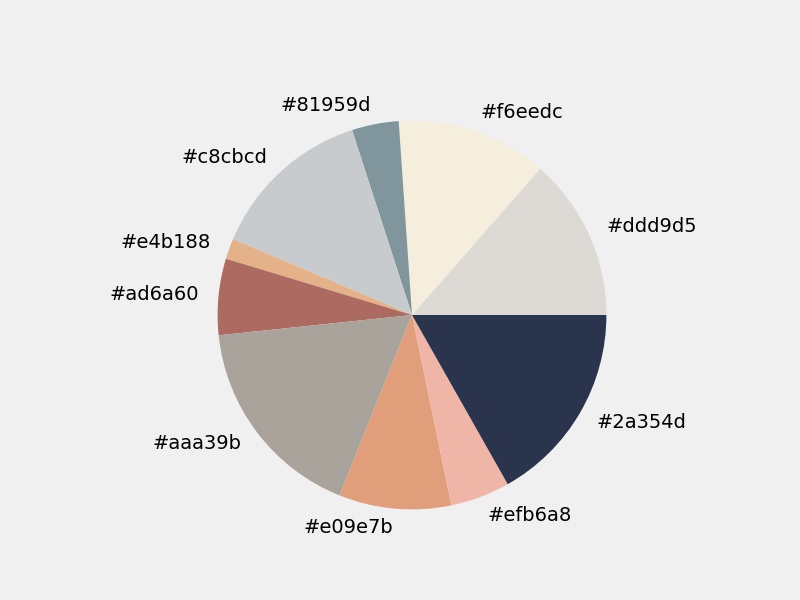 #81959d
#f6eedc
#c8cbcd
#ddd9d5
#e4b188
#ad6a60
#2a354d
#aaa39b
#efb6a8
#e09e7b